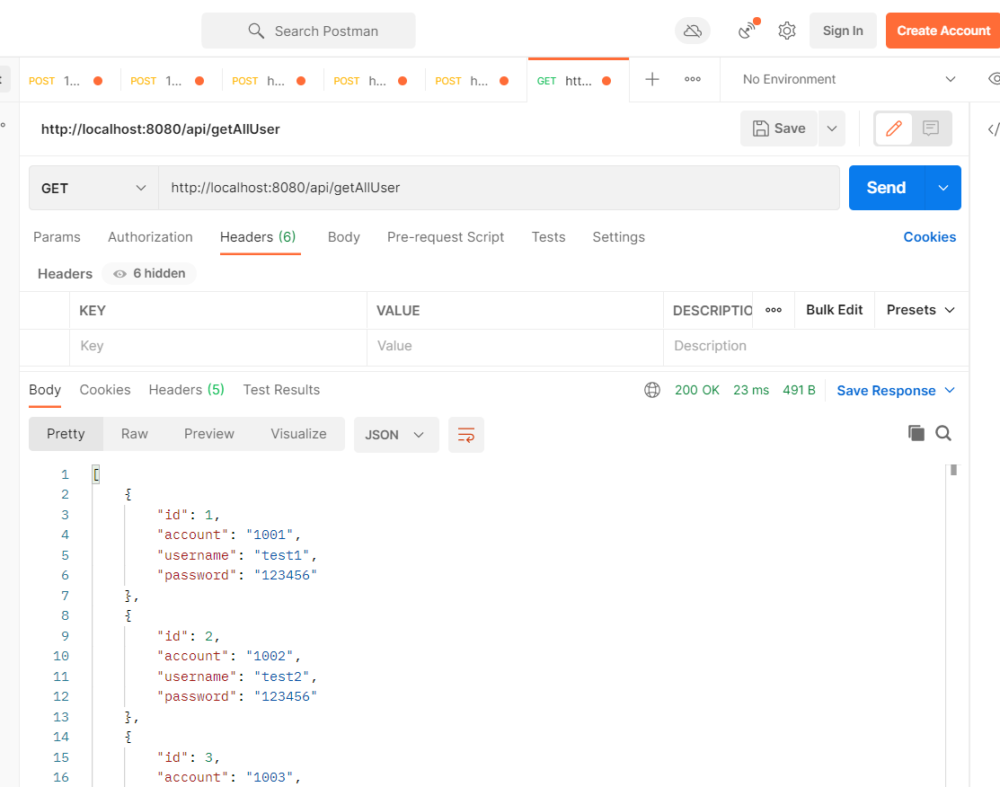 Search Postman
Sign In
Create Account
POST 1...
POST 1...
POST h...
POST h...
POST h...
GET htt...
No Environment
http://localhost:8080/api/getAllUser
Save
GET
http://localhost:8080/api/getAllUser
Send
Params Authorization Headers (6) Body Pre-request Script Tests Settings Cookies
Headers 6 hidden
KEY VALUE DESCRIPTIO Bulk Edit Presets
Key Value Description
Body Cookies Headers (5) Test Results 200 OK 23 ms 491 B Save Response
Pretty Raw Preview Visualize JSON
1 [
2 {
3 "id": 1,
4 "account": "1001",
5 "username": "test1",
6 "password": "123456"
7 },
8 {
9 "id": 2,
10 "account": "1002",
11 "username": "test2",
12 "password": "123456"
13 },
14 {
15 "id": 3,
16 "account": "1003",